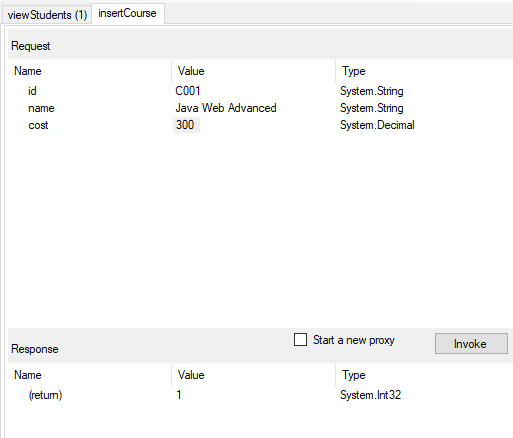 viewStudents (1) insertCourse
Request
Name Value Type
id C001 System.String
name Java Web Advanced System.String
cost 300 System.Decimal
Start a new proxy Invoke
Response
Name Value Type
(return) 1 System.Int32